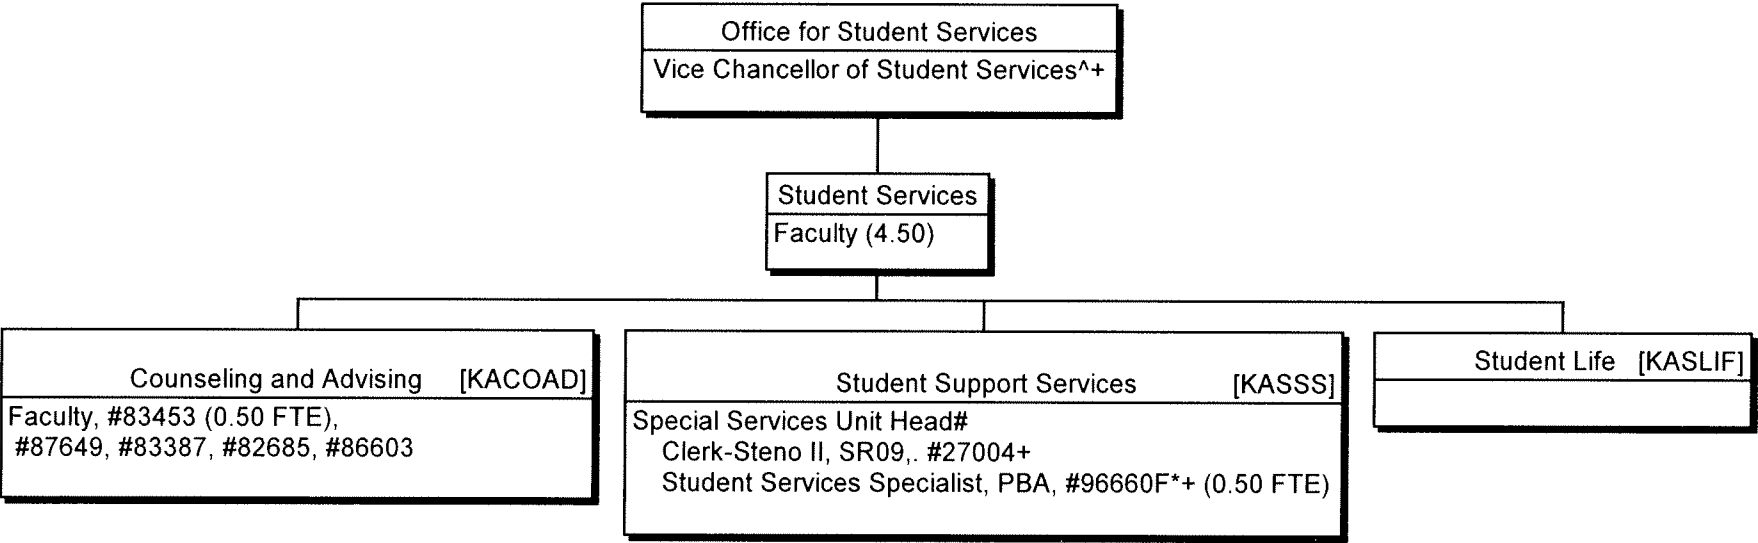 Office for Student Services
Vice Chancellor of Student Services^+
Student Services
Faculty (4.50)
Counseling and Advising [KACOAD]
Faculty, #83453 (0.50 FTE),
#87649, #83387, #82685, #86603
Student Support Services [KASSS]
Special Services Unit Head#
Clerk-Steno II, SR09,. #27004+
Student Services Specialist, PBA, #96660F*+ (0.50 FTE)
Student Life [KASLIF]